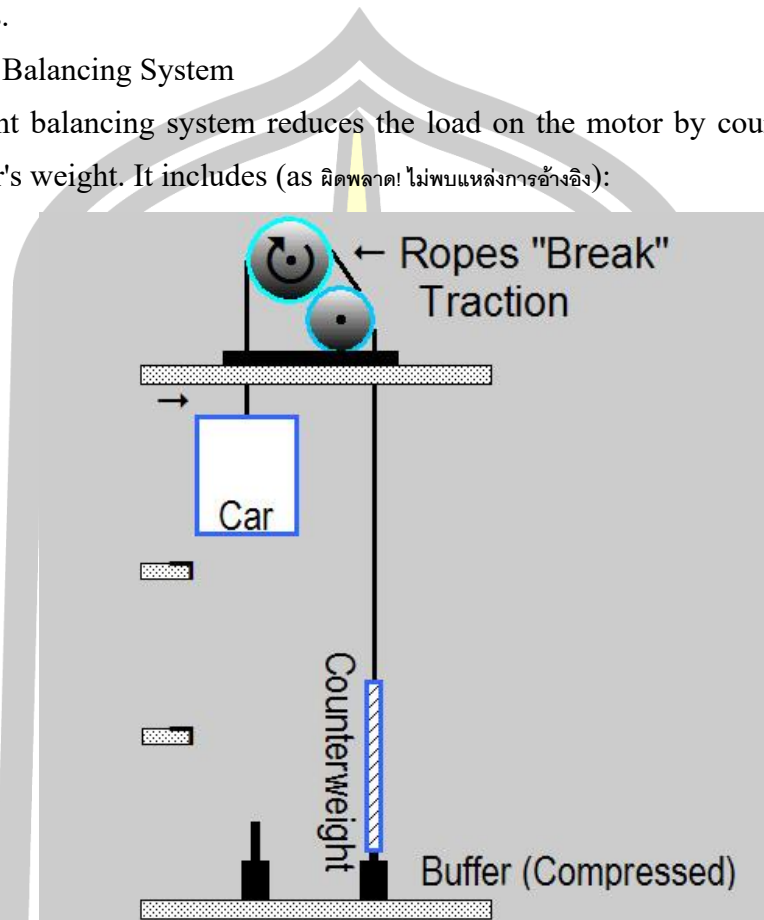 Balancing System
nt balancing system reduces the load on the motor by cou
r's weight. It includes (as ผิดพลาด! ไม่พบแหล่งการอ้างอิง):
← Ropes "Break"
Traction
→
Car
Counterweight
Buffer (Compressed)